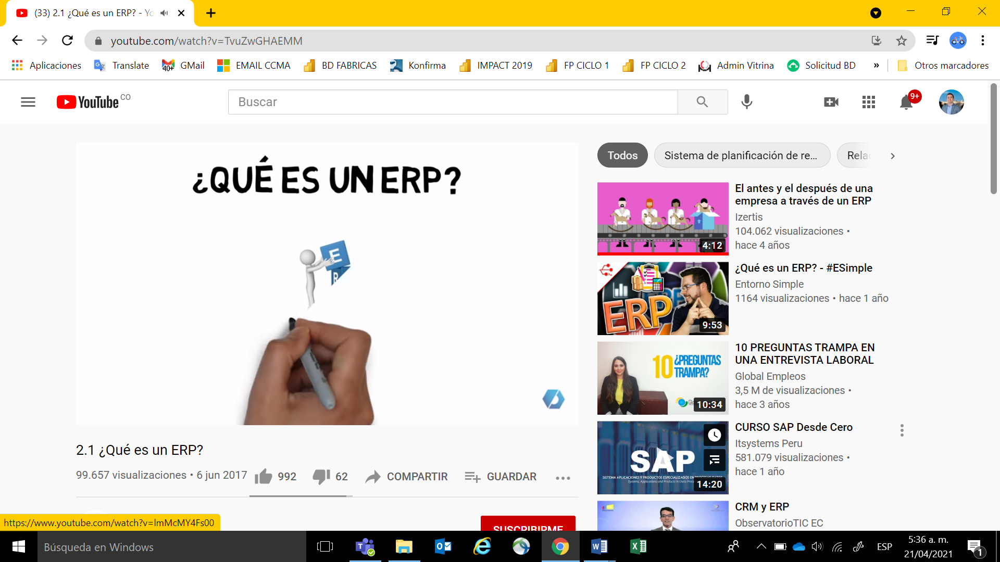 (33) 2.1 ¿Qué es un ERP? - Yo
youtube.com/watch?v=TvuZwGHAEMM
Aplicaciones Translate 40+ GMail EMAIL CCMA BD FABRICAS Konfirma IMPACT 2019 FP CICLO 1 FP CICLO 2 Admin Vitrina Solicitud BD » Otros marcadores
YouTube CO
Buscar
9+
¿QUÉ ES UN ERP?
E
R
2.1 ¿Qué es un ERP?
99.657 visualizaciones • 6 jun 2017 992 62 COMPARTIR GUARDAR
SUSCRIBIRME
Todos Sistema de planificación de re... Rela
El antes y el después de una
empresa a través de un ERP
Izertis
104.062 visualizaciones •
hace 4 años
4:12
ERP
9:53
¿Qué es un ERP? - #ESimple
Entorno Simple
1164 visualizaciones • hace 1 año
10 ¿PREGUNTAS
TRAMPA?
10:34
10 PREGUNTAS TRAMPA EN
UNA ENTREVISTA LABORAL
Global Empleos
3,5 M de visualizaciones •
hace 3 años
SAP
SISTEMA APLICACIONES Y PRODUCTOS ESPECIALIZADOS EN PROCESAR DATOS
Systems, Applications and Products in Data Proc
14:20
CURSO SAP Desde Cero
Itsystems Peru
581.079 visualizaciones •
hace 1 año
CRM y ERP
ObservatorioTIC EC
https://www.youtube.com/watch?v=lmMcMY4Fs00
Búsqueda en Windows
ESP
5:36 a. m.
21/04/2021
1